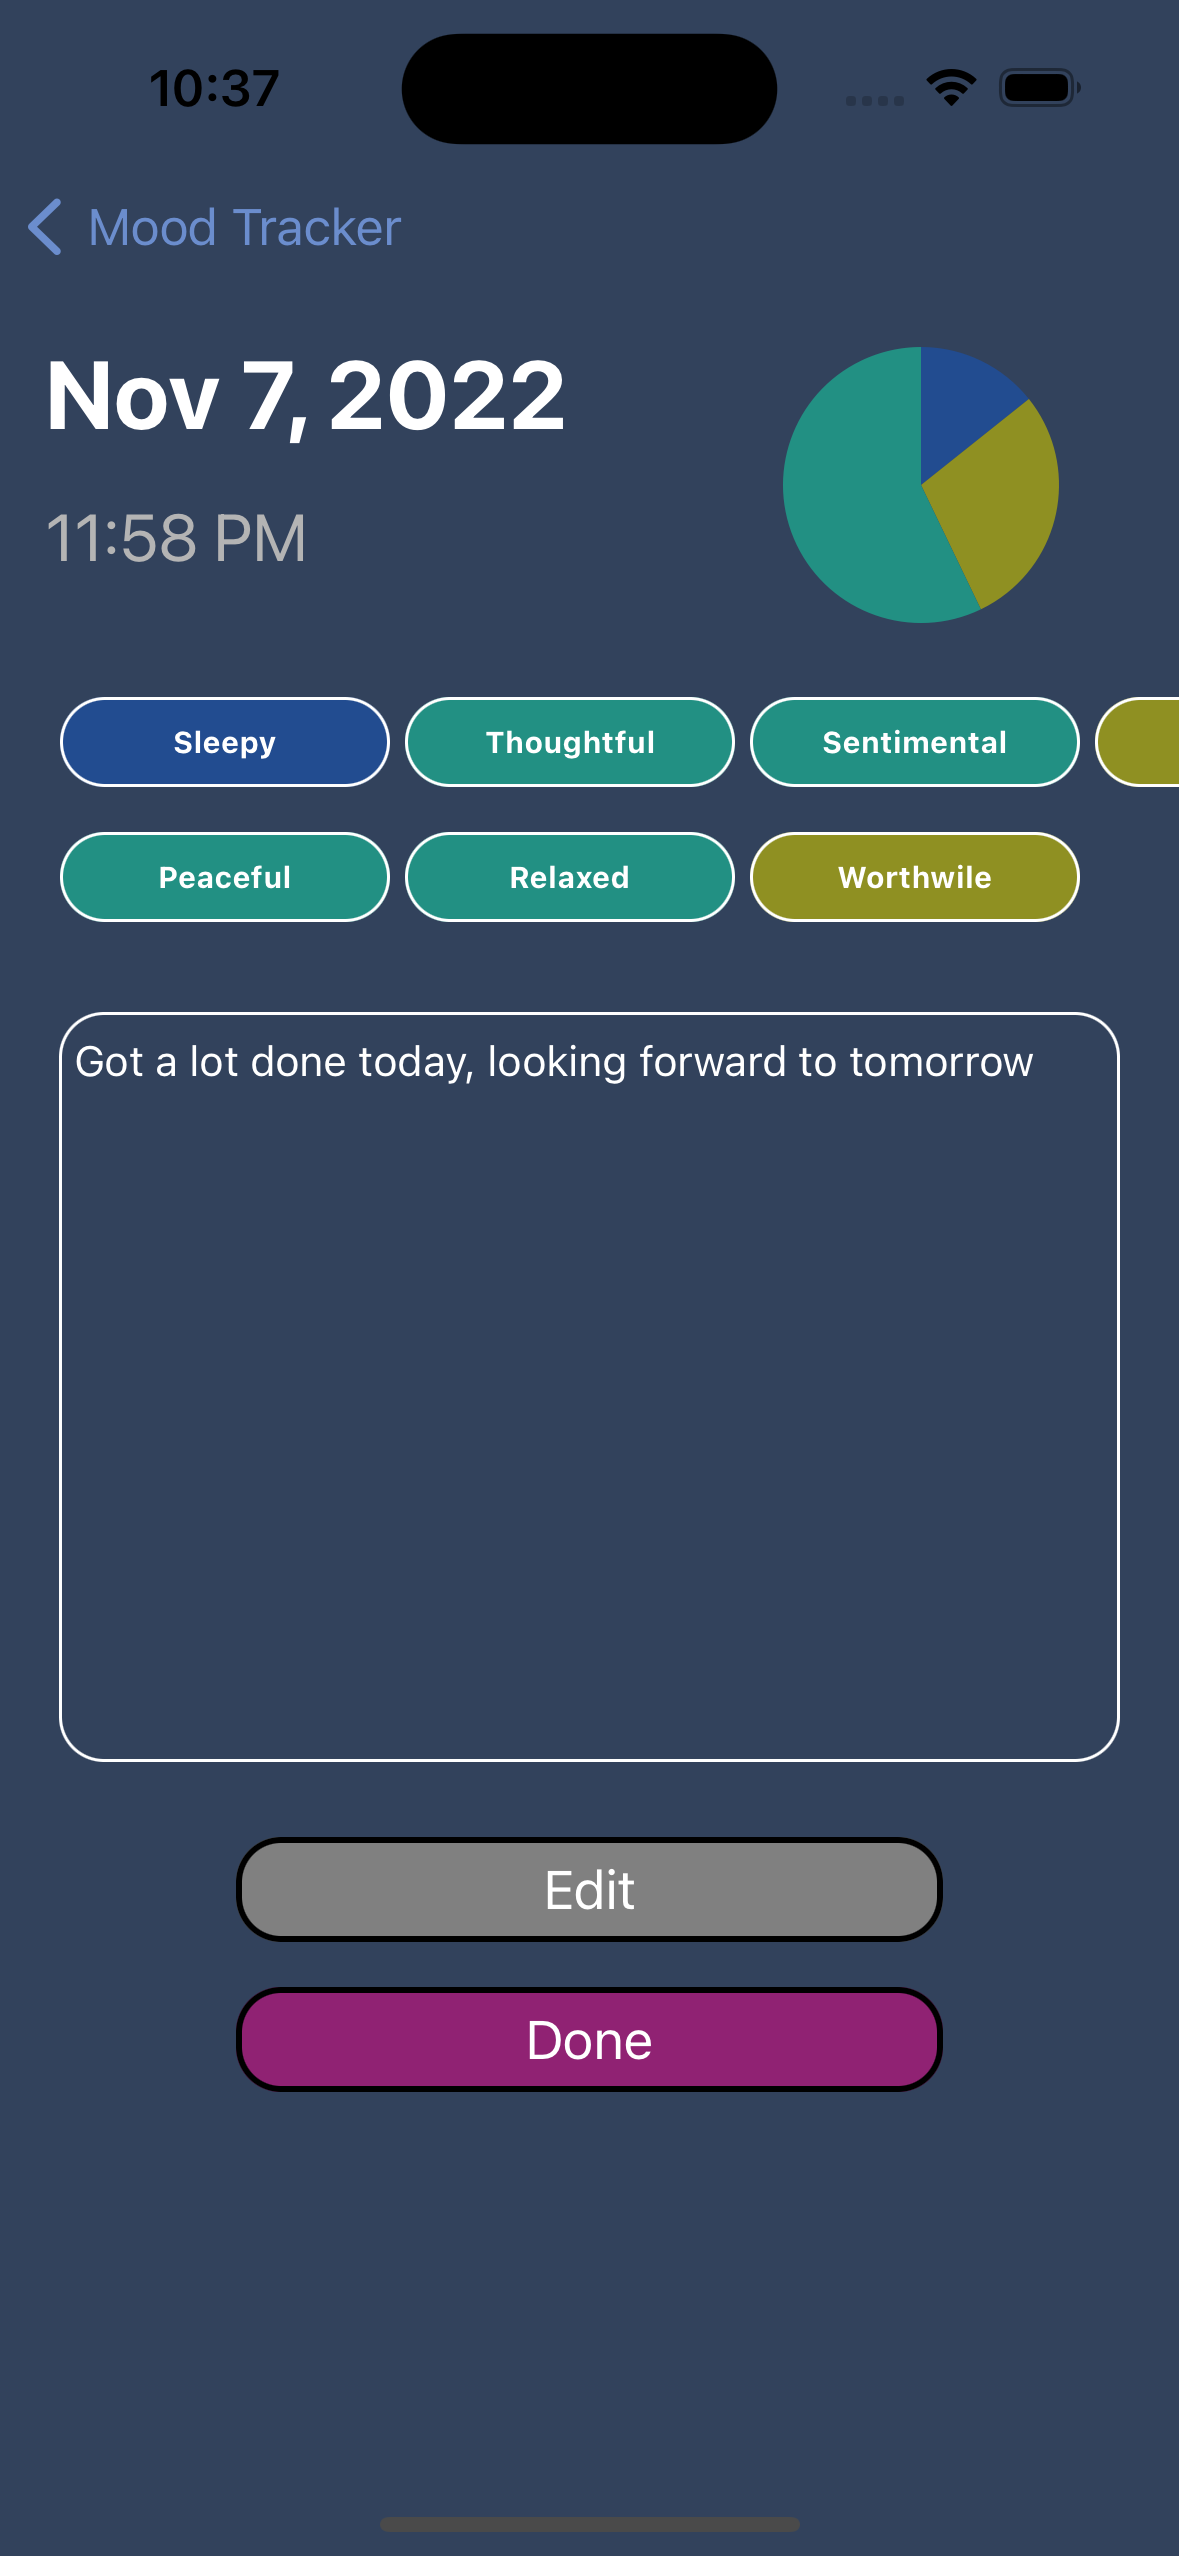 10:37
Mood Tracker
Nov 7, 2022
11:58 PM
Sleepy
Thoughtful
Sentimental
Peaceful
Relaxed
Worthwile
Got a lot done today, looking forward to tomorrow
Edit
Done